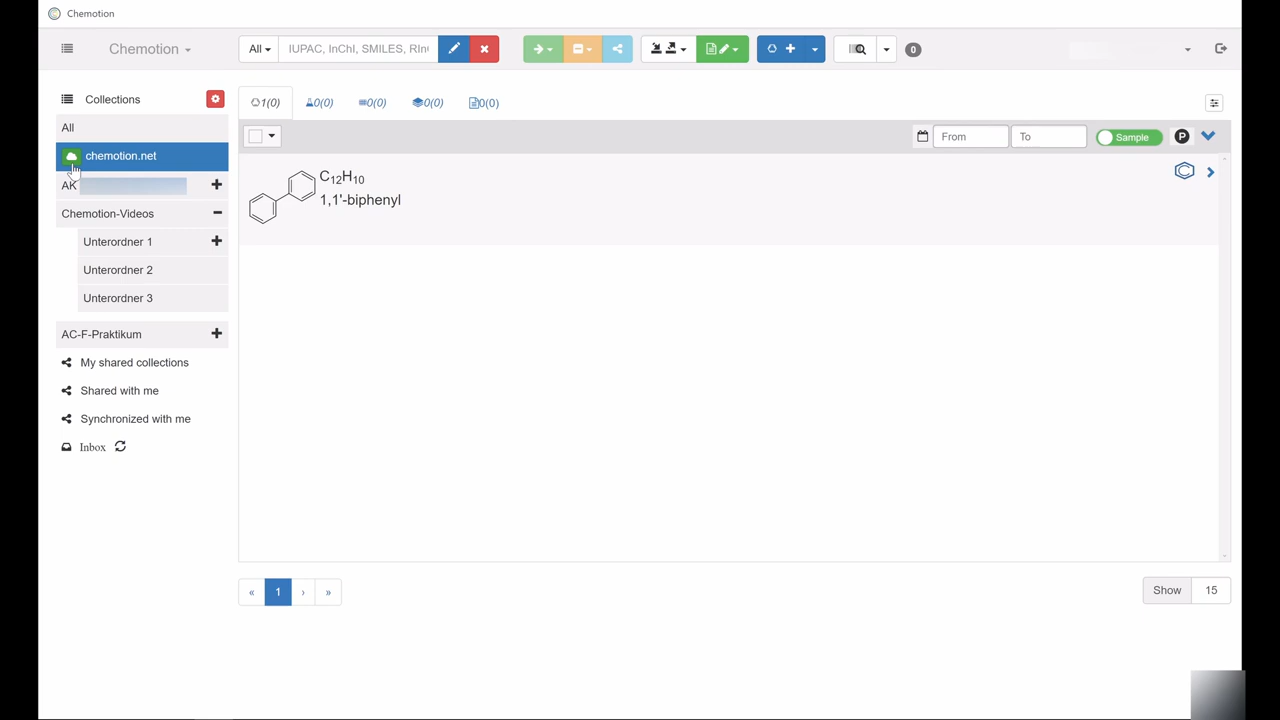 Chemotion
Chemotion
All
IUPAC, InChI, SMILES, RIn
0
Collections
1(0)
0(0)
0(0)
0(0)
0(0)
All
From
To
Sample
P
chemotion.net
C12H10
1,1'-biphenyl
AK
Chemotion-Videos
Unterordner 1
Unterordner 2
Unterordner 3
AC-F-Praktikum
My shared collections
Shared with me
Synchronized with me
Inbox
« 1 › »
Show 15